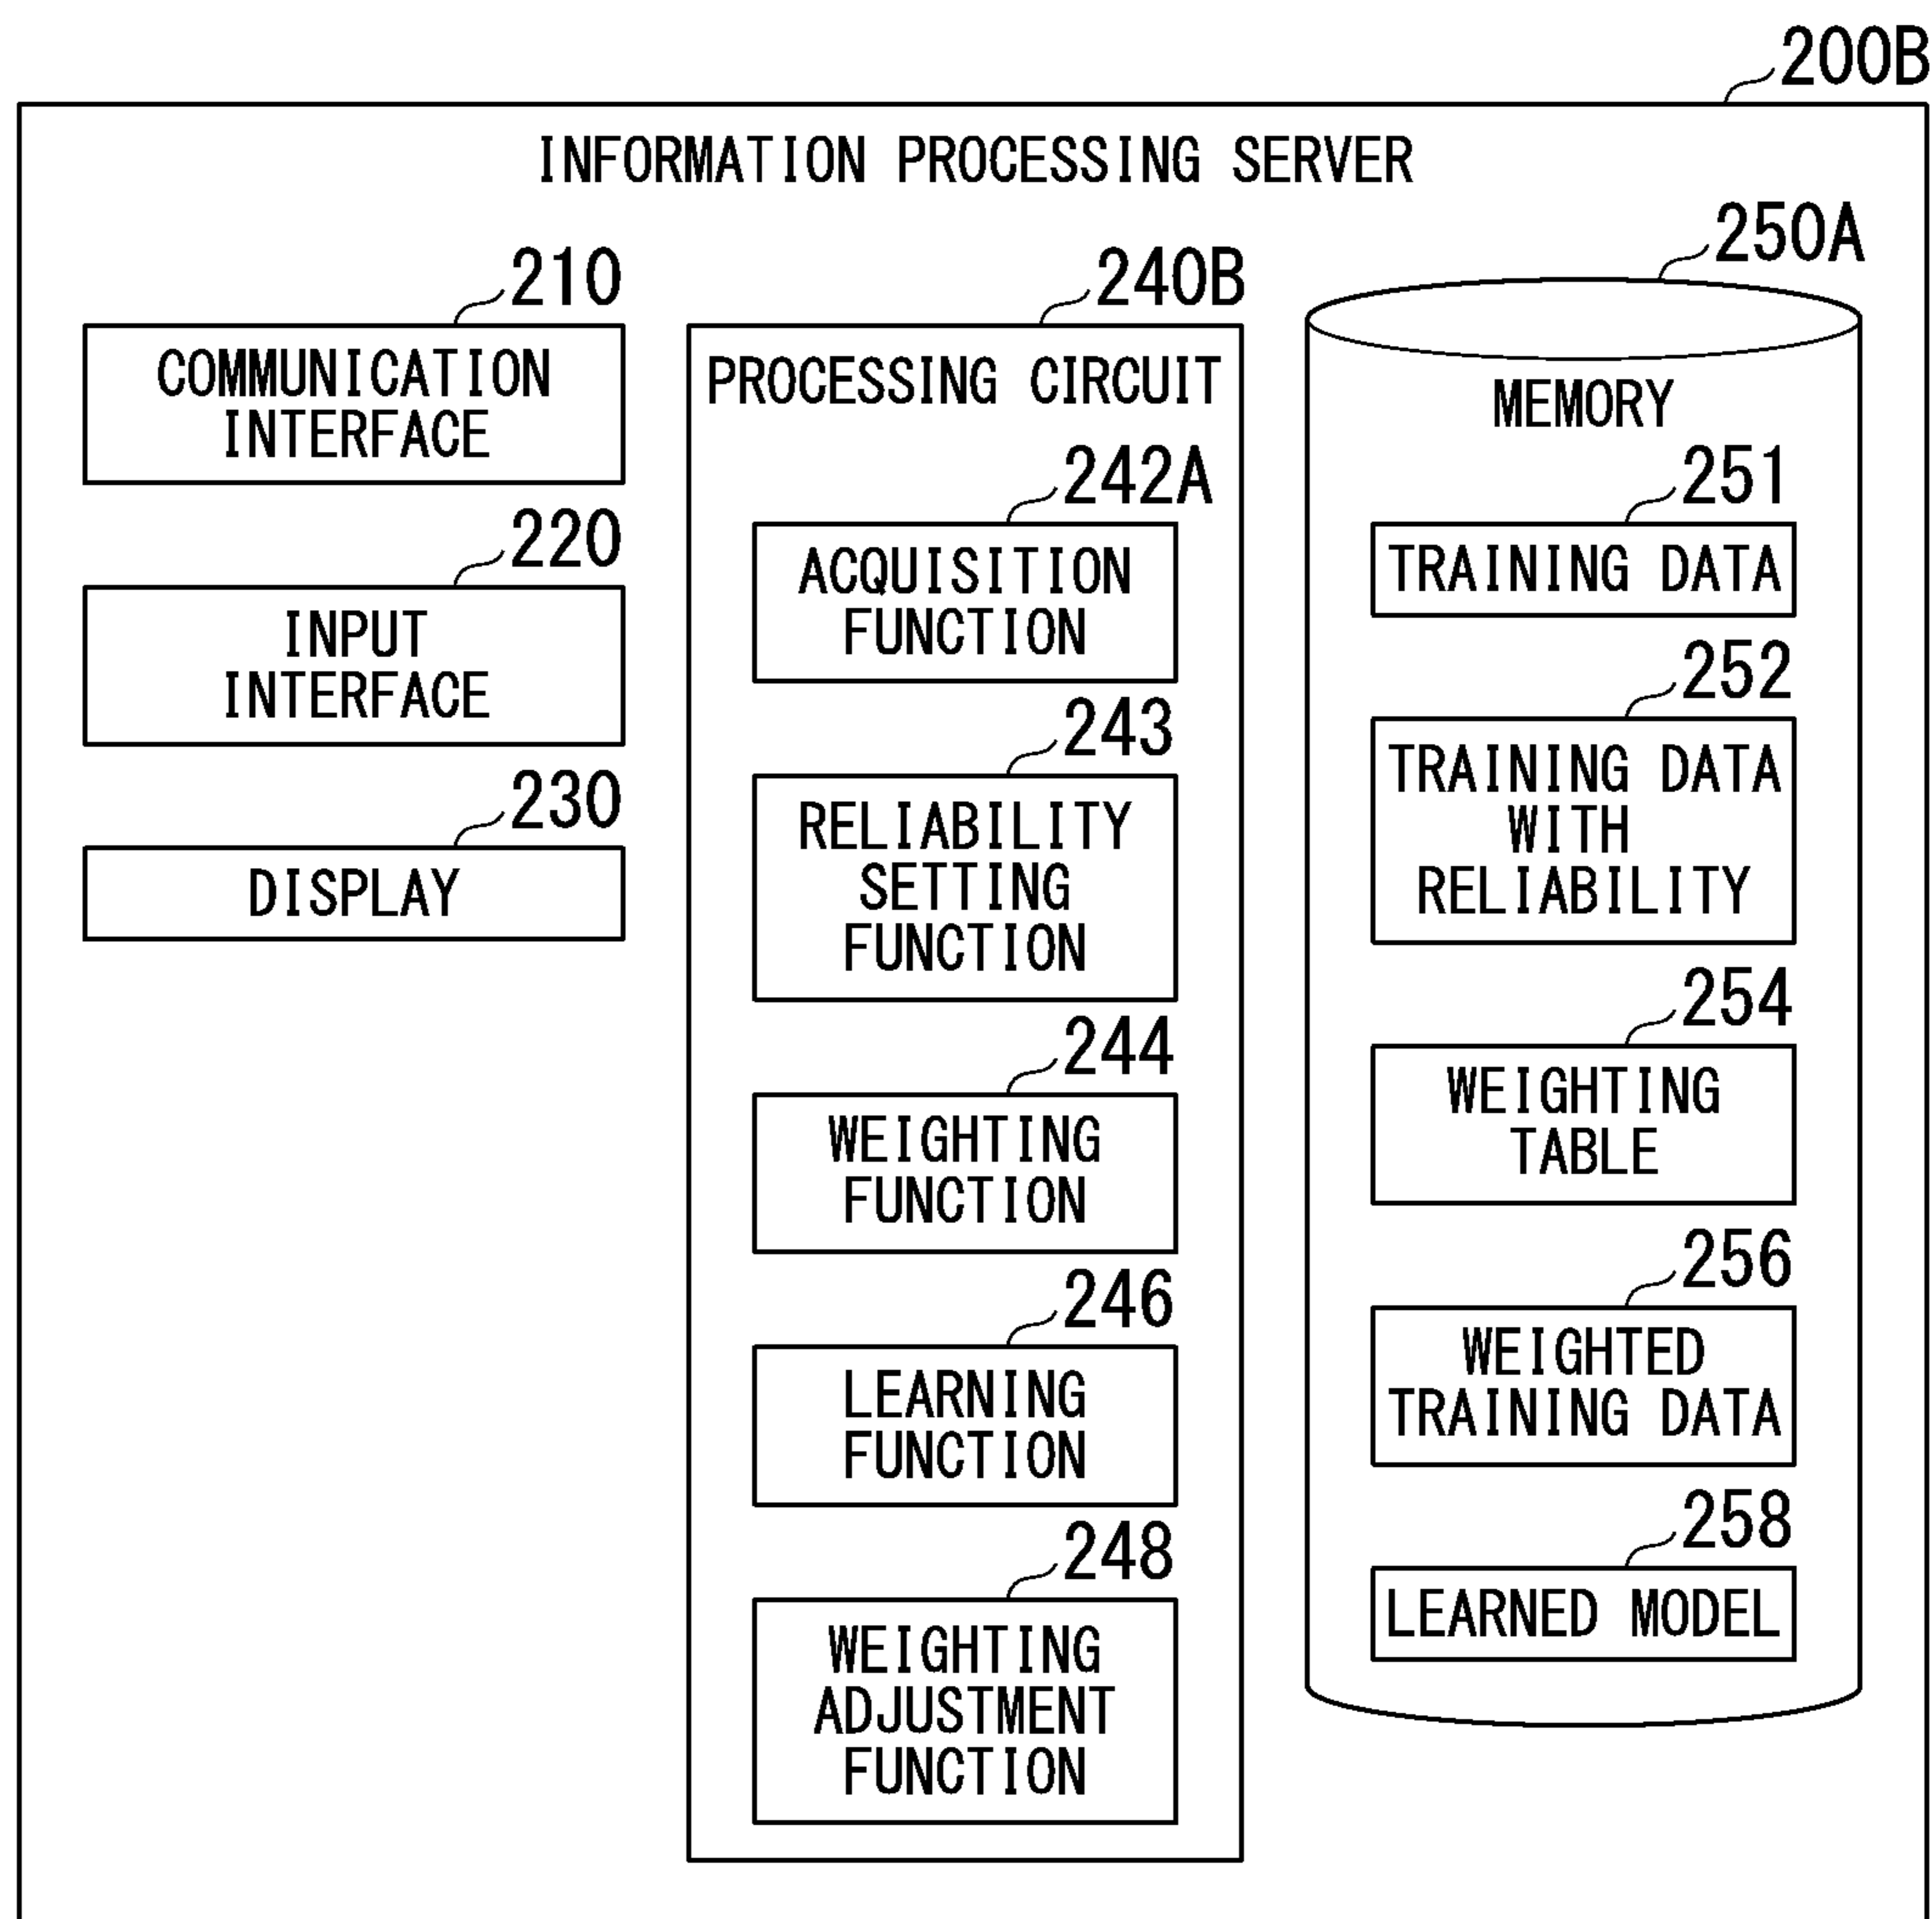 200B
INFORMATION PROCESSING SERVER
210
COMMUNICATION
INTERFACE
220
INPUT
INTERFACE
230
DISPLAY
240B
PROCESSING CIRCUIT
242A
ACQUISITION
FUNCTION
243
RELIABILITY
SETTING
FUNCTION
244
WEIGHTING
FUNCTION
246
LEARNING
FUNCTION
248
WEIGHTING
ADJUSTMENT
FUNCTION
250A
MEMORY
251
TRAINING DATA
252
TRAINING DATA
WITH
RELIABILITY
254
WEIGHTING
TABLE
256
WEIGHTED
TRAINING DATA
258
LEARNED MODEL